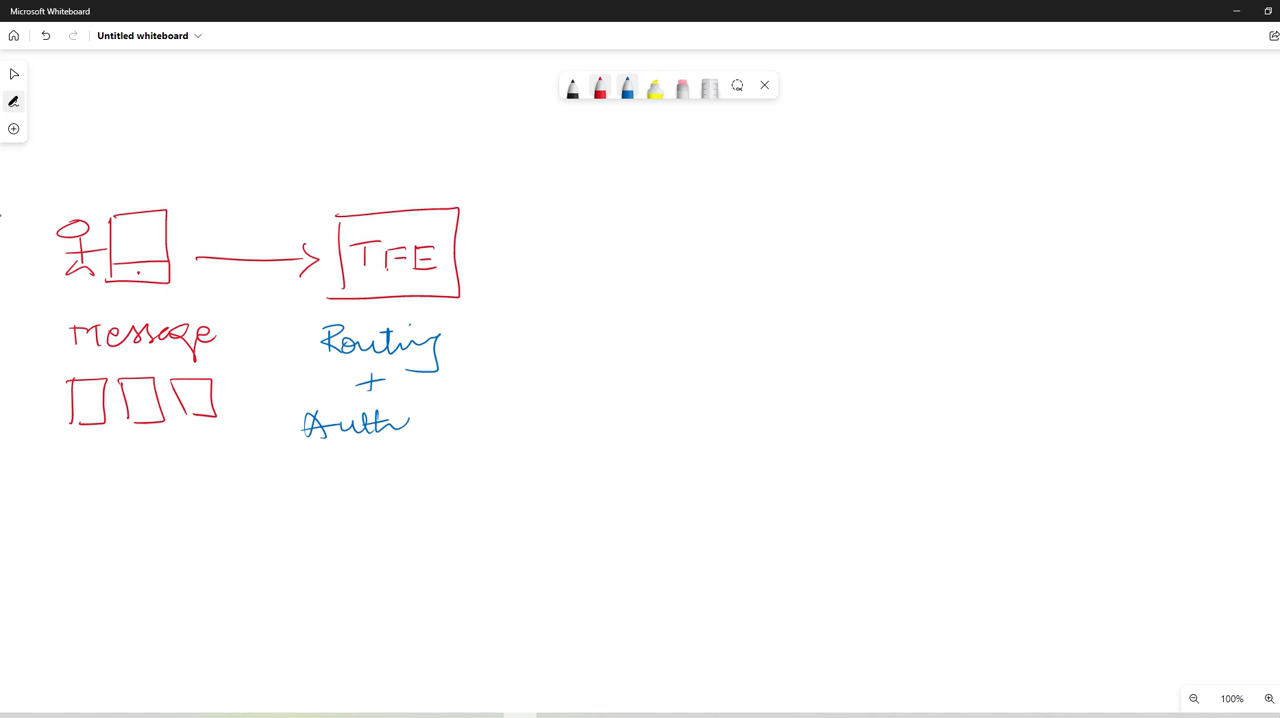 Microsoft Whiteboard
Untitled whiteboard
TFE
Message
Routing
+
Auth
100%